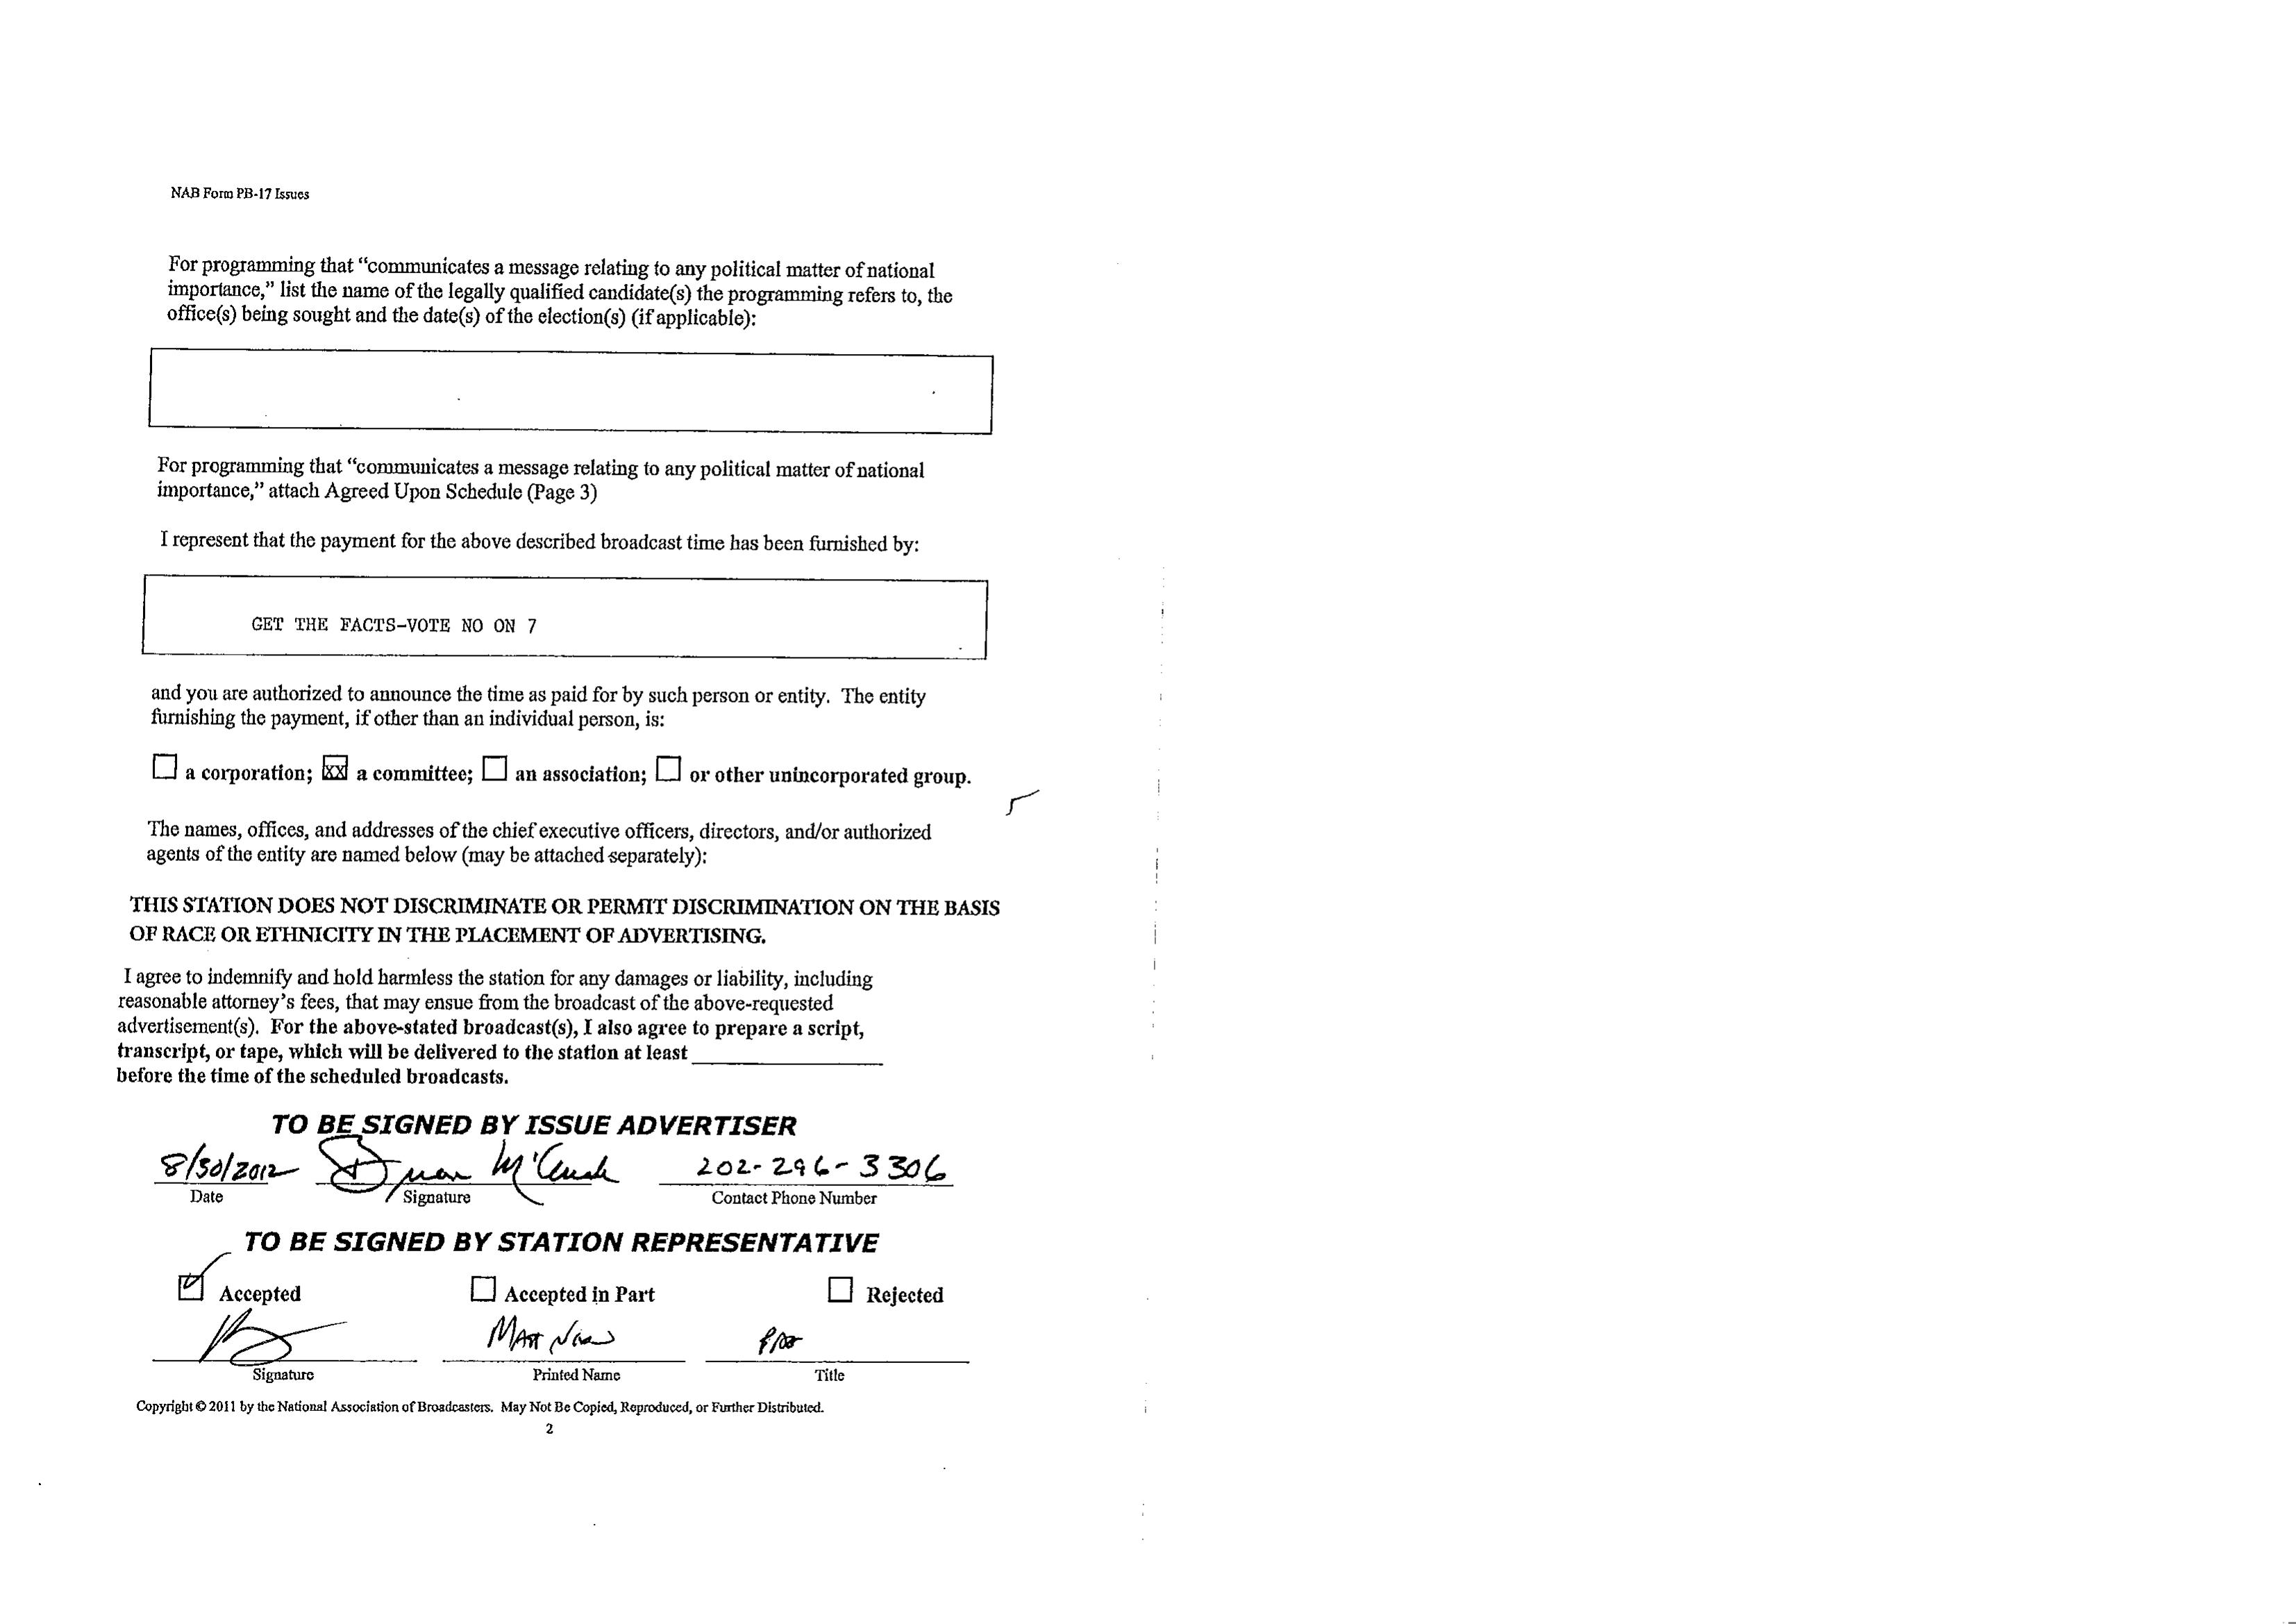 NAB Form PB-17 Issues
For programming that “communicates a message relating to any political matter of national
importance,” list the name of the legally qualified candidate(s) the programming refers to, the
office(s) being sought and the date(s) of the election(s) (if applicable):
For programming that “communicates a message relating to any political matter of national
importance,” attach Agreed Upon Schedule (Page 3)
I represent that the payment for the above described broadcast time has been furnished by:
GET THE FACTS-VOTE NO ON 7
and you are authorized to announce the time as paid for by such person or entity. The entity
furnishing the payment, if other than an individual person, is:
a corporation; XX a committee; an association; or other unincorporated group.
The names, offices, and addresses of the chief executive officers, directors, and/or authorized
agents of the entity are named below (may be attached separately):
THIS STATION DOES NOT DISCRIMINATE OR PERMIT DISCRIMINATION ON THE BASIS
OF RACE OR ETHNICITY IN THE PLACEMENT OF ADVERTISING.
I agree to indemnify and hold harmless the station for any damages or liability, including
reasonable attorney’s fees, that may ensue from the broadcast of the above-requested
advertisement(s). For the above-stated broadcast(s), I also agree to prepare a script,
transcript, or tape, which will be delivered to the station at least
before the time of the scheduled broadcasts.
TO BE SIGNED BY ISSUE ADVERTISER
8/30/2012 202-296-3306
Date Signature Contact Phone Number
TO BE SIGNED BY STATION REPRESENTATIVE
Accepted Accepted in Part Rejected
Matt
Signature Printed Name Title
Copyright © 2011 by the National Association of Broadcasters. May Not Be Copied, Reproduced, or Further Distributed.
2